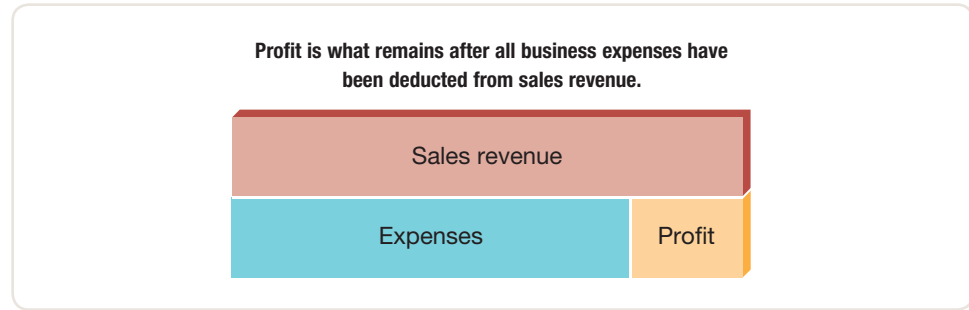 Profit is what remains after all business expenses have
been deducted from sales revenue.
Sales revenue
Expenses Profit